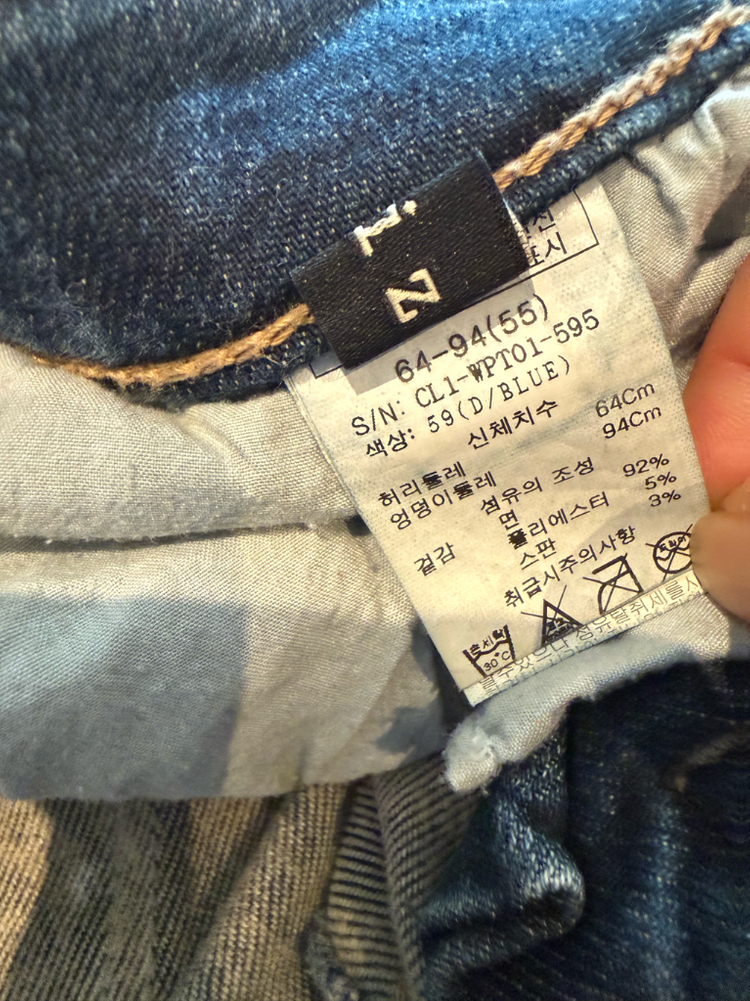 i z
표시
64-94(55)
S/N: CL1-WPT01-595
색상: 59(D/BLUE)
신체치수
허리둘레 64Cm
엉덩이둘레 94Cm
섬유의 조성
겉감 면 92%
폴리에스터 5%
스판 3%
취급시주의사항
30°C